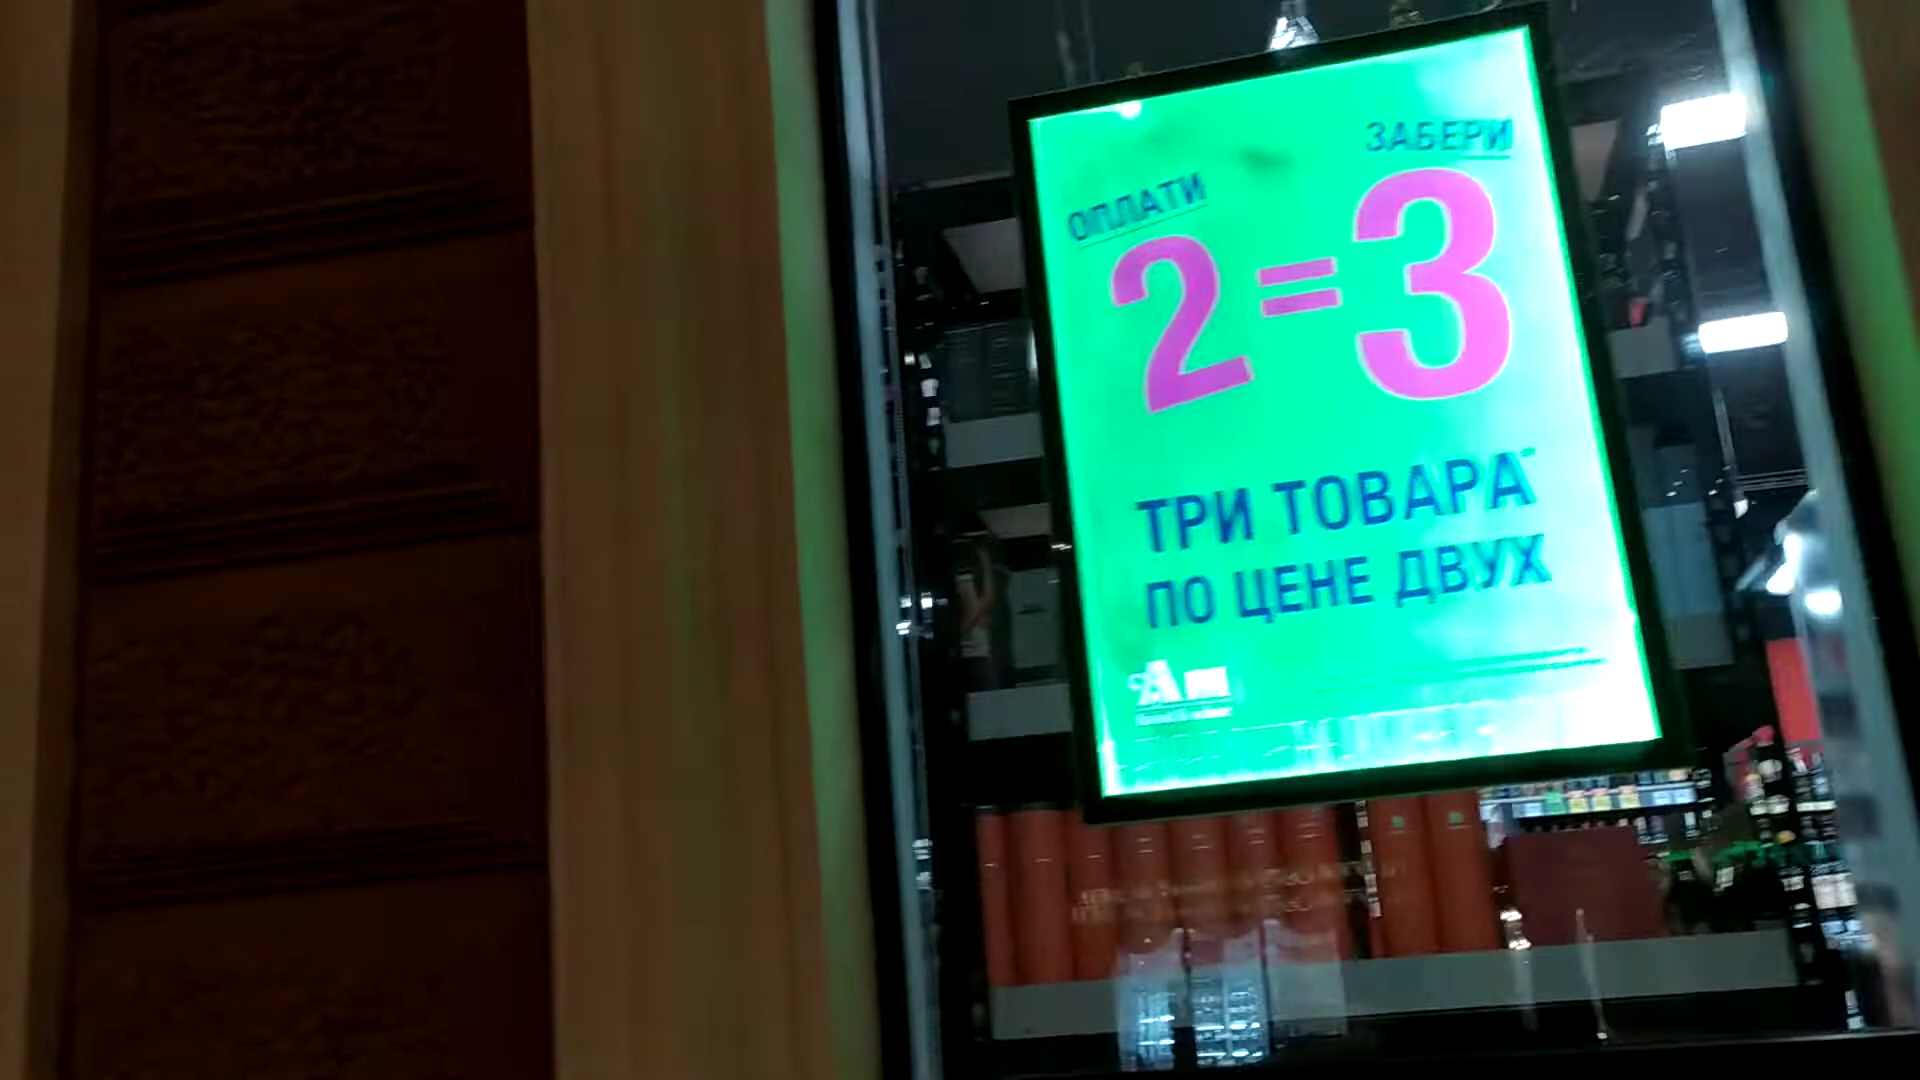 ЗАБЕРИ
ОПЛАТИ
2=3
ТРИ ТОВАРА
ПО ЦЕНЕ ДВУХ